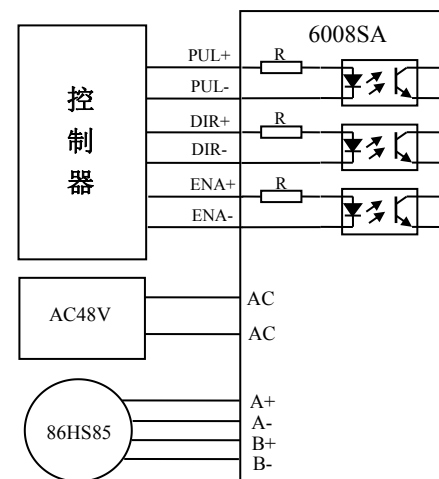 6008SA
控
制
器
PUL+
R
PUL-
DIR+
R
DIR-
ENA+
R
ENA-
AC48V
AC
AC
86HS85
A+
A-
B+
B-